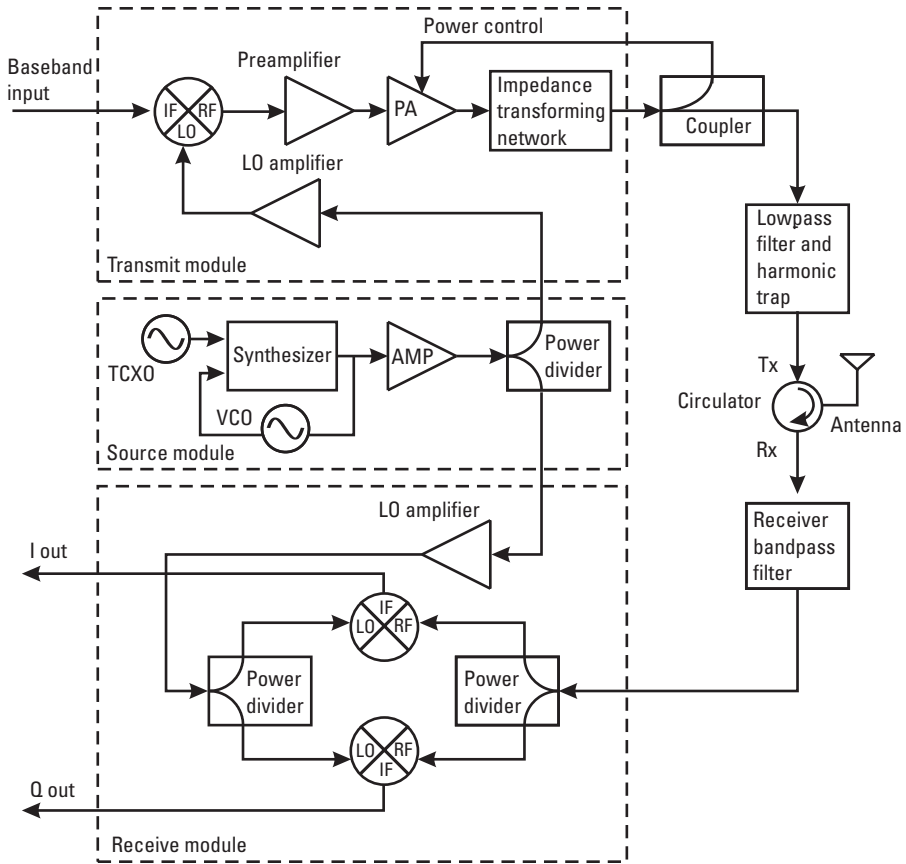 Power control
Baseband
input
Preamplifier
IF
RF
LO
PA
Impedance
transforming
network
Coupler
LO amplifier
Transmit module
Lowpass
filter and
harmonic
trap
TCXO
Synthesizer
AMP
Power
divider
VCO
Source module
Tx
Circulator
Antenna
Rx
LO amplifier
Receiver
bandpass
filter
I out
IF
LO
RF
Power
divider
Power
divider
LO
RF
IF
Q out
Receive module